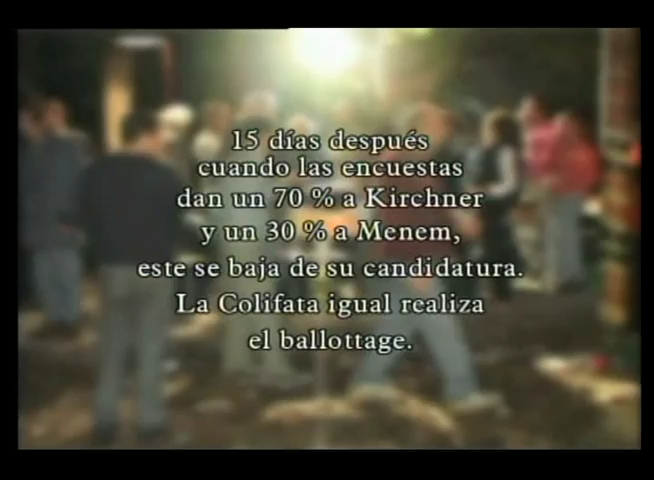 15 días después
cuando las encuestas
dan un 70 % a Kirchner
y un 30 % a Menem,
este se baja de su candidatura.
La Colifata igual realiza
el ballottage.